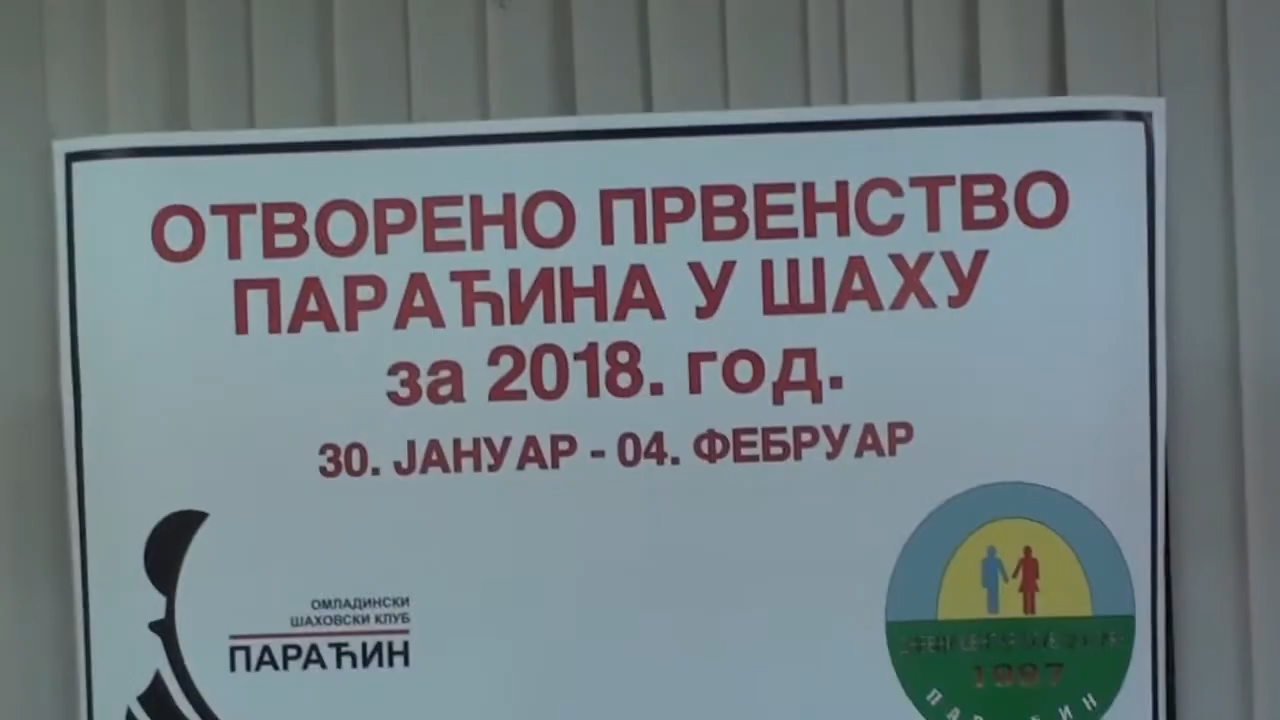 ОТВОРЕНО ПРВЕНСТВО
ПАРАЋИНА У ШАХУ
за 2018. год.
30. ЈАНУАР - 04. ФЕБРУАР
ОМЛАДИНСКИ
ШАХОВСКИ КЛУБ
ПАРАЋИН